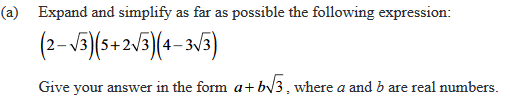 (a) Expand and simplify as far as possible the following expression:
(2-√3)(5+2√3)(4-3√3)
Give your answer in the form a+b√3, where a and b are real numbers.